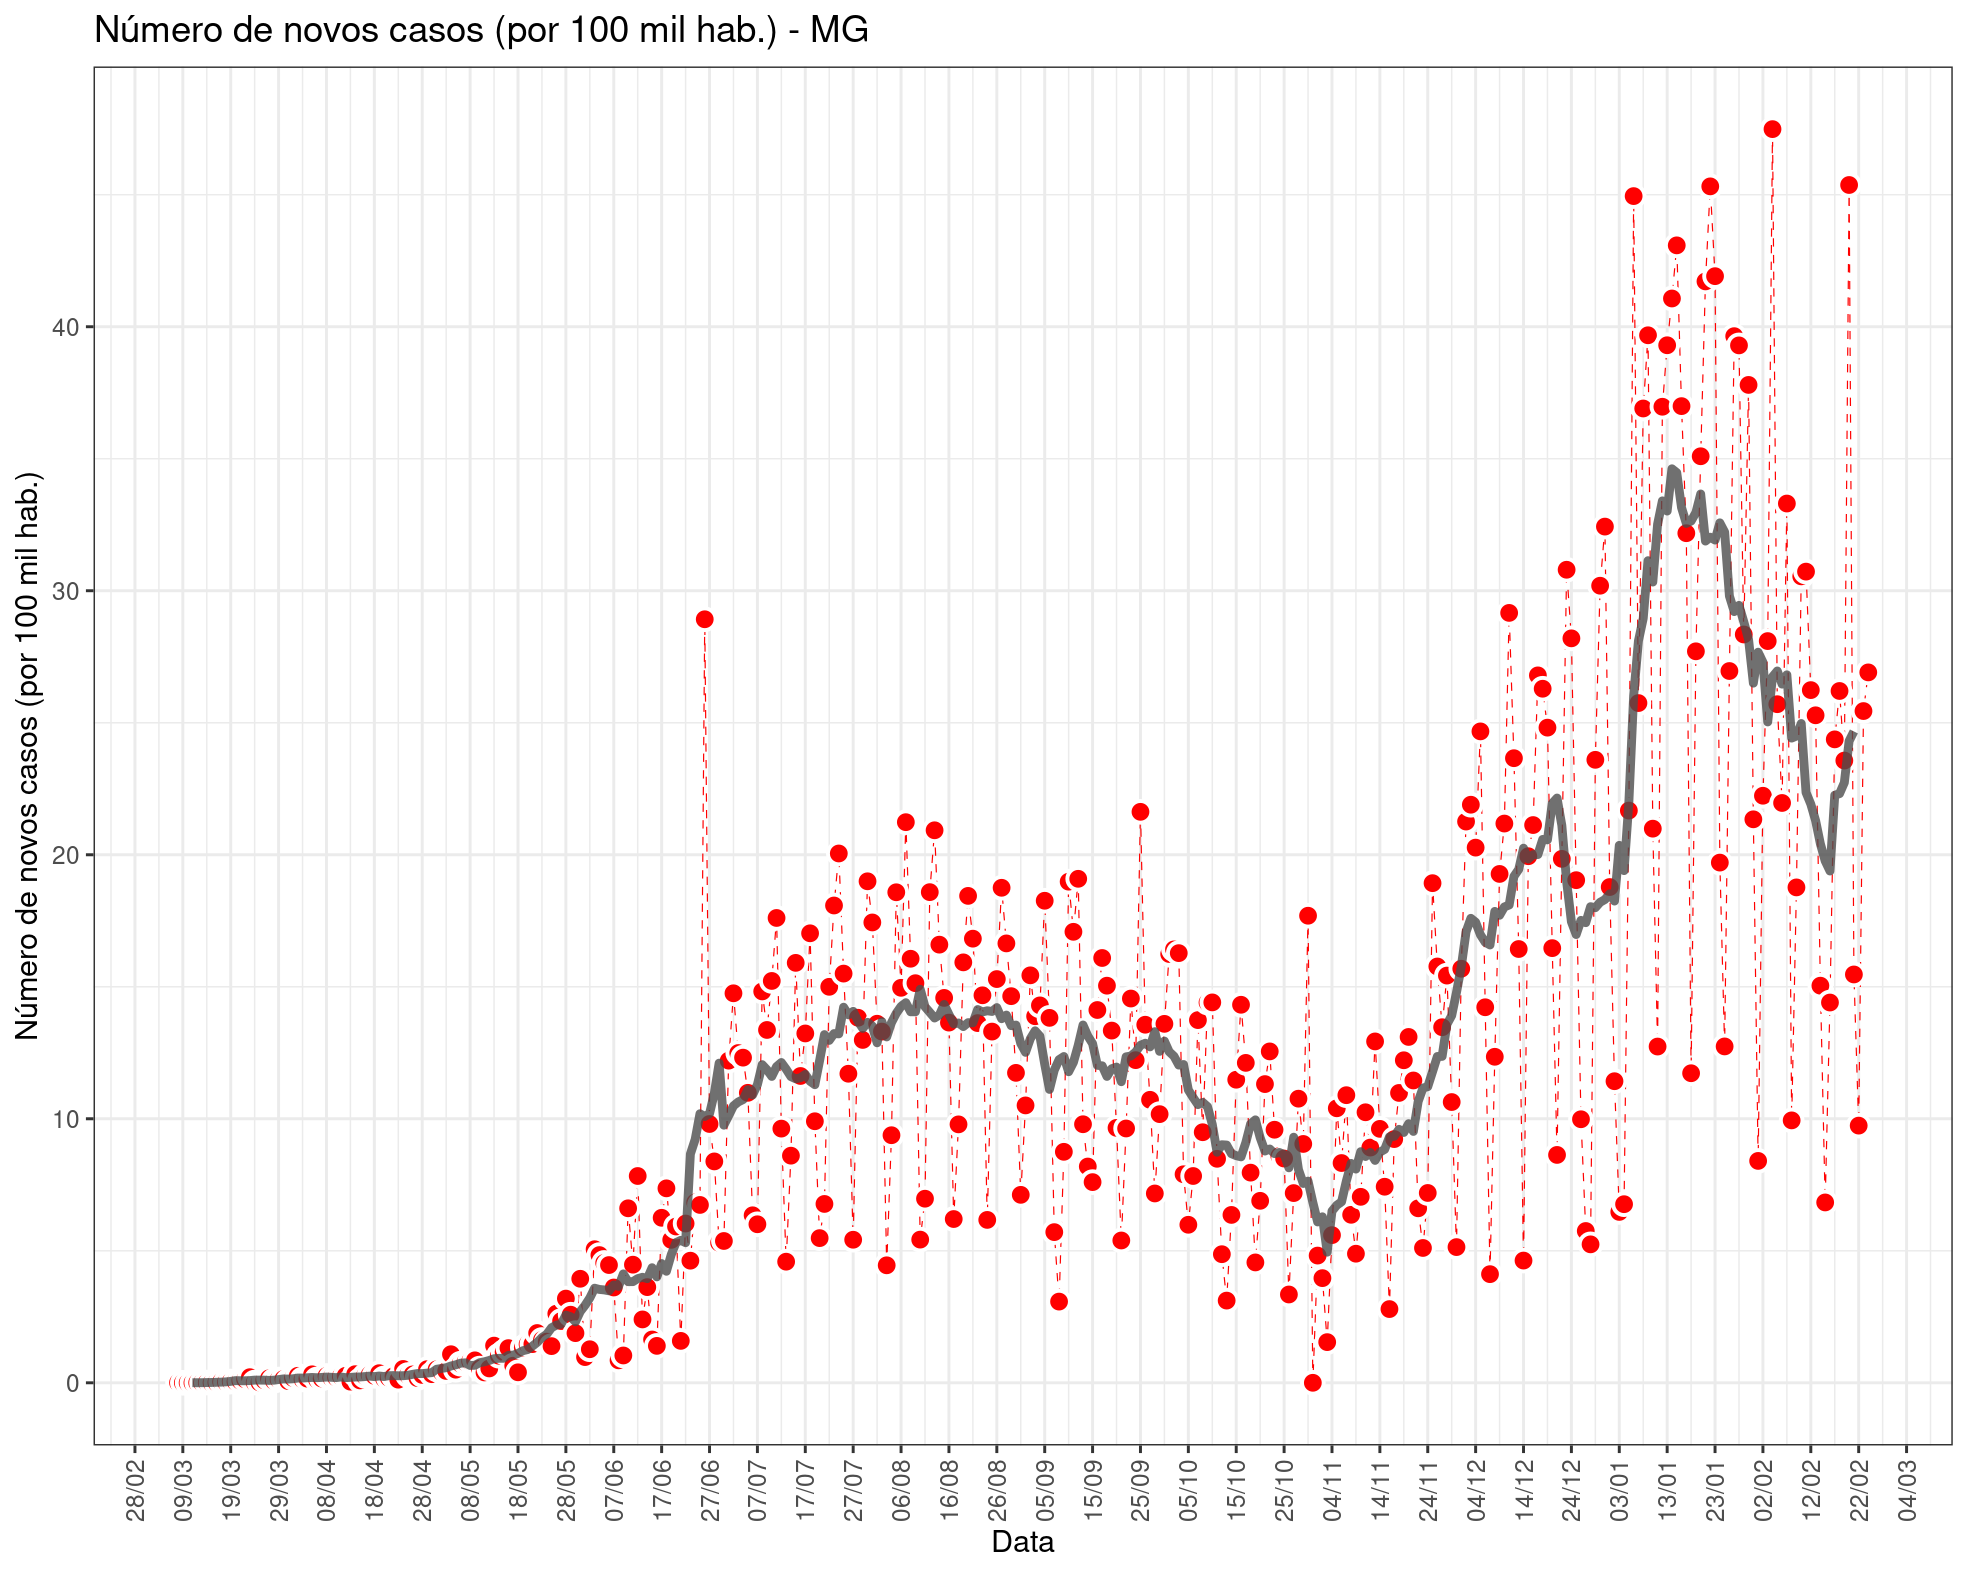 Número de novos casos (por 100 mil hab.) - MG
Número de novos casos (por 100 mil hab.)
40
30
20
10
0
28/02 09/03 19/03 29/03 08/04 18/04 28/04 08/05 18/05 28/05 07/06 17/06 27/06 07/07 17/07 27/07 06/08 16/08 26/08 05/09 15/09 25/09 05/10 15/10 25/10 04/11 14/11 24/11 04/12 14/12 24/12 03/01 13/01 23/01 02/02 12/02 22/02 04/03
Data